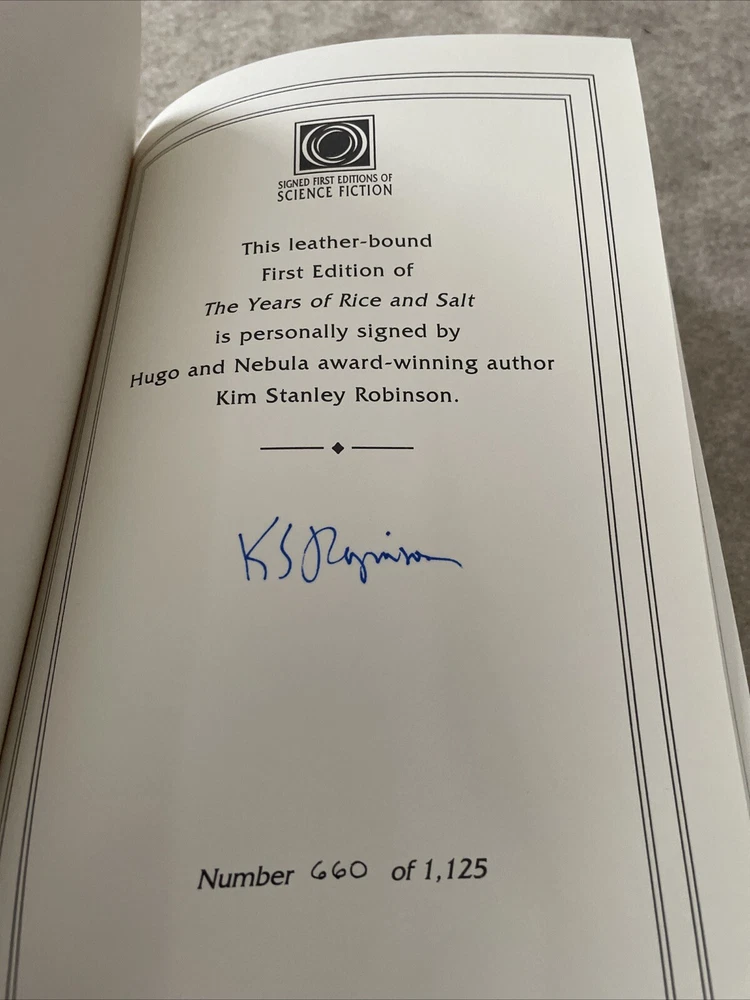 SIGNED FIRST EDITIONS OF
SCIENCE FICTION
This leather-bound
First Edition of
The Years of Rice and Salt
is personally signed by
Hugo and Nebula award-winning author
Kim Stanley Robinson.
K S Robinson
Number 660 of 1,125